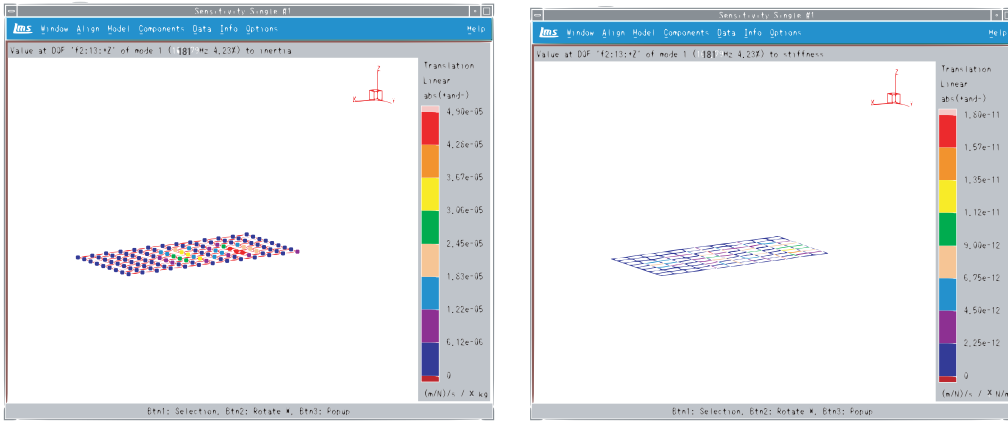 Sensitivity Single #1
lms Window Align Model Components Data Info Options Help
Value at DOF "f2:13:+Z" of mode 1 ( 181 Hz 4.23%) to inertia
Translation
Linear
abs(+and-)
4.90e-05
4.28e-05
3.67e-05
3.06e-05
2.45e-05
1.83e-05
1.22e-05
6.12e-06
0
(m/N)/s / X kg
Z
X
Y
Btn1: Selection, Btn2: Rotate X, Btn3: Popup
Sensitivity Single #1
lms Window Align Model Components Data Info Options Help
Value at DOF "f2:13:+Z" of mode 1 ( 181 Hz 4.23%) to stiffness
Translation
Linear
abs(+and-)
1.80e-11
1.57e-11
1.35e-11
1.12e-11
9.00e-12
6.75e-12
4.50e-12
2.25e-12
0
(m/N)/s / X N/m
Z
X
Y
Btn1: Selection, Btn2: Rotate X, Btn3: Popup